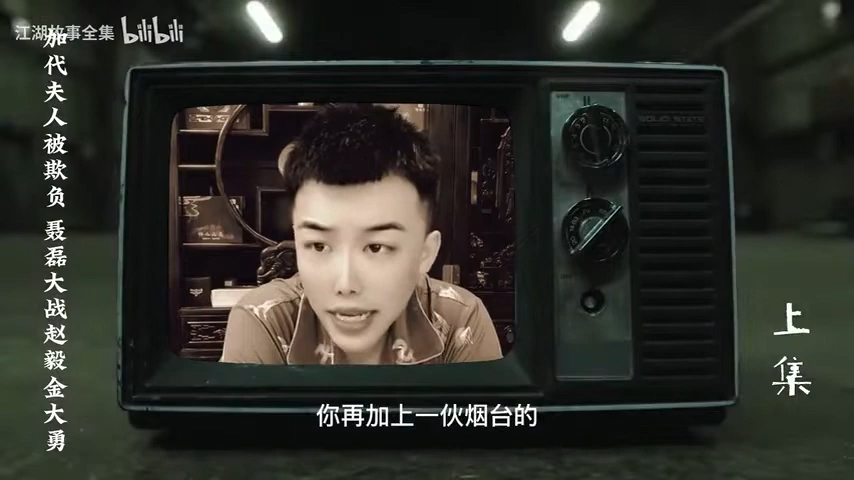 江湖故事全集 bilibili
加代夫人被欺负 聂磊大战赵毅金大勇
SOLID STATE
上集
你再加上一伙烟台的